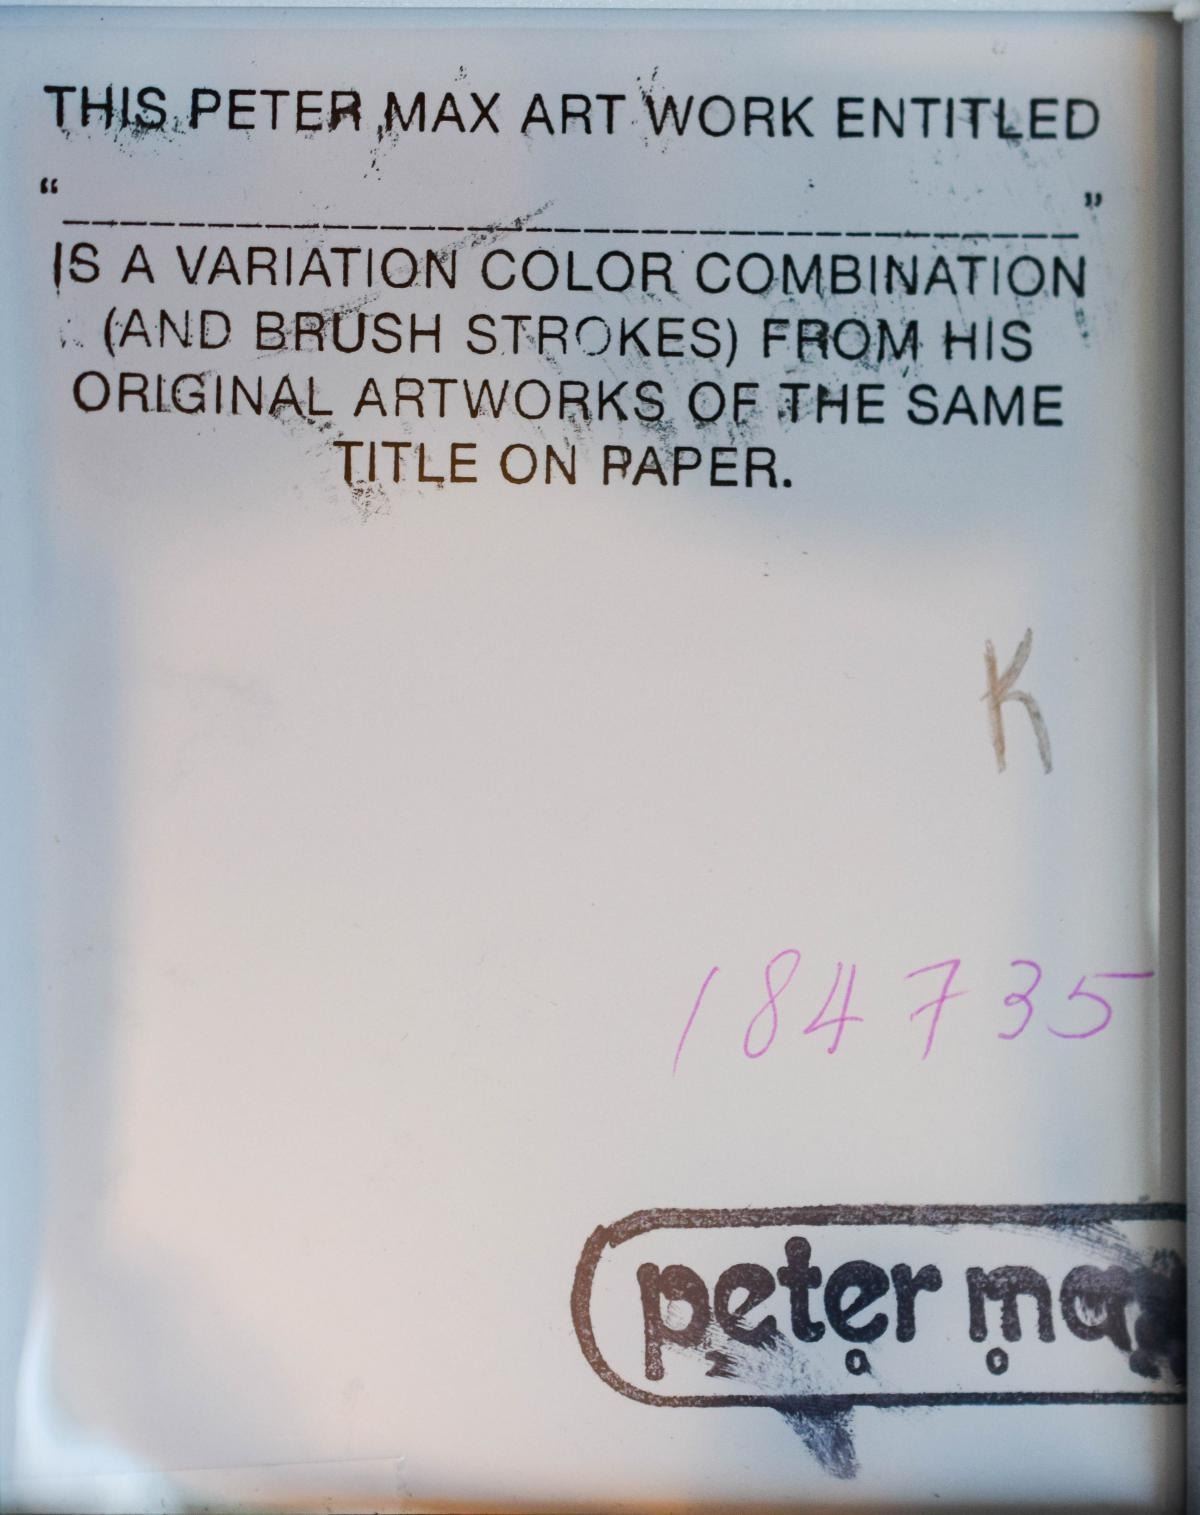 THIS PETER MAX ART WORK ENTITLED
“ ”
IS A VARIATION COLOR COMBINATION
(AND BRUSH STROKES) FROM HIS
ORIGINAL ARTWORKS OF THE SAME
TITLE ON PAPER.
K
184735
peter